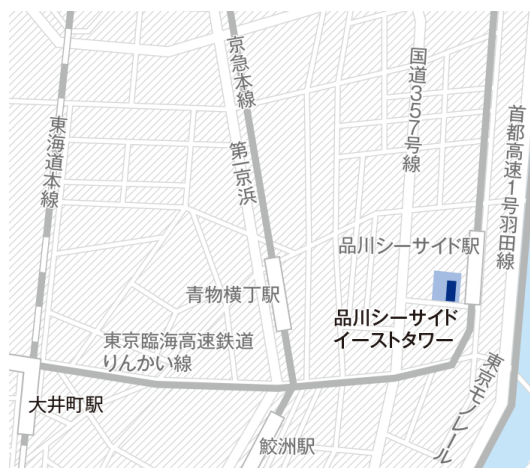 京急本線
国道357号線
第一京浜
東海道本線
首都高速1号羽田線
品川シーサイド駅
青物横丁駅
品川シーサイド
イーストタワー
東京臨海高速鉄道
りんかい線
東京モノレール
大井町駅
鮫洲駅